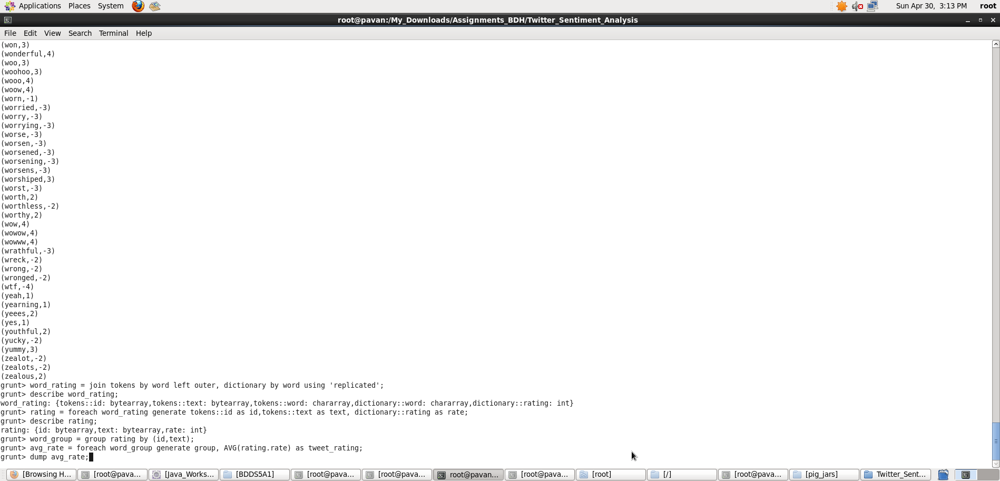 Applications Places System Sun Apr 30, 3:13 PM root
root@pavan:/My_Downloads/Assignments_BDH/Twitter_Sentiment_Analysis
File Edit View Search Terminal Help
(won,3)
(wonderful,4)
(woo,3)
(woohoo,3)
(wooo,4)
(woow,4)
(worn,-1)
(worried,-3)
(worry,-3)
(worrying,-3)
(worse,-3)
(worsen,-3)
(worsened,-3)
(worsening,-3)
(worsens,-3)
(worshiped,3)
(worst,-3)
(worth,2)
(worthless,-2)
(worthy,2)
(wow,4)
(wowow,4)
(wowww,4)
(wrathful,-3)
(wreck,-2)
(wrong,-2)
(wronged,-2)
(wtf,-4)
(yeah,1)
(yearning,1)
(yeees,2)
(yes,1)
(youthful,2)
(yucky,-2)
(yummy,3)
(zealot,-2)
(zealots,-2)
(zealous,2)
grunt> word_rating = join tokens by word left outer, dictionary by word using 'replicated';
grunt> describe word_rating;
word_rating: {tokens::id: bytearray,tokens::text: bytearray,tokens::word: chararray,dictionary::word: chararray,dictionary::rating: int}
grunt> rating = foreach word_rating generate tokens::id as id,tokens::text as text, dictionary::rating as rate;
grunt> describe rating;
rating: {id: bytearray,text: bytearray,rate: int}
grunt> word_group = group rating by (id,text);
grunt> avg_rate = foreach word_group generate group, AVG(rating.rate) as tweet_rating;
grunt> dump avg_rate;
[Browsing H... [root@pava... [Java_Works... [BDDS5A1] [root@pava... [root@pava... root@pavan... [root@pava... [root] [/] [root@pava... [pig_jars] Twitter_Sent...